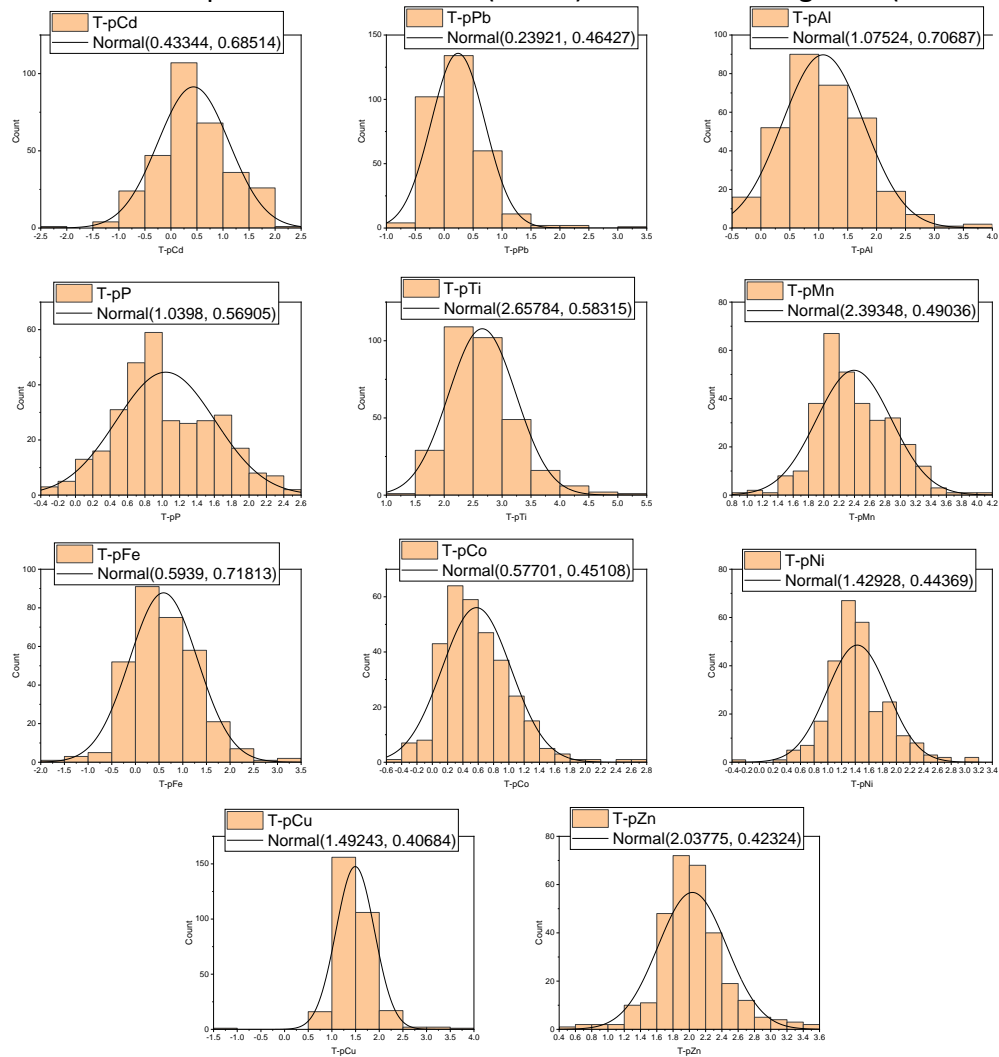 T-pCd
Normal(0.43344, 0.68514)
100
50
0
Count
-2.5 -2.0 -1.5 -1.0 -0.5 0.0 0.5 1.0 1.5 2.0 2.5
T-pCd
T-pPb
Normal(0.23921, 0.46427)
150
100
50
0
Count
-1.0 -0.5 0.0 0.5 1.0 1.5 2.0 2.5 3.0 3.5
T-pPb
T-pAl
Normal(1.07524, 0.70687)
100
80
60
40
20
0
Count
-0.5 0.0 0.5 1.0 1.5 2.0 2.5 3.0 3.5 4.0
T-pAl
T-pP
Normal(1.0398, 0.56905)
60
40
20
0
Count
-0.4 -0.2 0.0 0.2 0.4 0.6 0.8 1.0 1.2 1.4 1.6 1.8 2.0 2.2 2.4 2.6
T-pP
T-pTi
Normal(2.65784, 0.58315)
100
50
0
Count
1.0 1.5 2.0 2.5 3.0 3.5 4.0 4.5 5.0 5.5
T-pTi
T-pMn
Normal(2.39348, 0.49036)
80
60
40
20
0
Count
0.8 1.0 1.2 1.4 1.6 1.8 2.0 2.2 2.4 2.6 2.8 3.0 3.2 3.4 3.6 3.8 4.0 4.2
T-pMn
T-pFe
Normal(0.5939, 0.71813)
100
80
60
40
20
0
Count
-2.0 -1.5 -1.0 -0.5 0.0 0.5 1.0 1.5 2.0 2.5 3.0 3.5
T-pFe
T-pCo
Normal(0.57701, 0.45108)
60
40
20
0
Count
-0.6 -0.4 -0.2 0.0 0.2 0.4 0.6 0.8 1.0 1.2 1.4 1.6 1.8 2.0 2.2 2.4 2.6 2.8
T-pCo
T-pNi
Normal(1.42928, 0.44369)
80
60
40
20
0
Count
-0.4 -0.2 0.0 0.2 0.4 0.6 0.8 1.0 1.2 1.4 1.6 1.8 2.0 2.2 2.4 2.6 2.8 3.0 3.2 3.4
T-pNi
T-pCu
Normal(1.49243, 0.40684)
150
100
50
0
Count
-1.5 -1.0 -0.5 0.0 0.5 1.0 1.5 2.0 2.5 3.0 3.5 4.0
T-pCu
T-pZn
Normal(2.03775, 0.42324)
80
60
40
20
0
Count
0.4 0.6 0.8 1.0 1.2 1.4 1.6 1.8 2.0 2.2 2.4 2.6 2.8 3.0 3.2 3.4 3.6
T-pZn